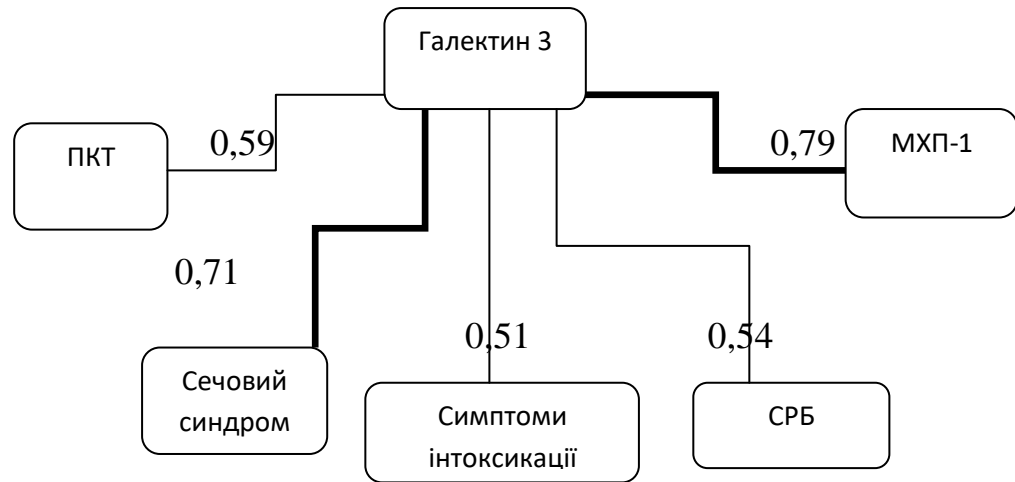 Галектин 3
ПКТ
0,59
0,79
МХП-1
0,71
0,51
0,54
Сечовий
синдром
Симптоми
інтоксикації
СРБ